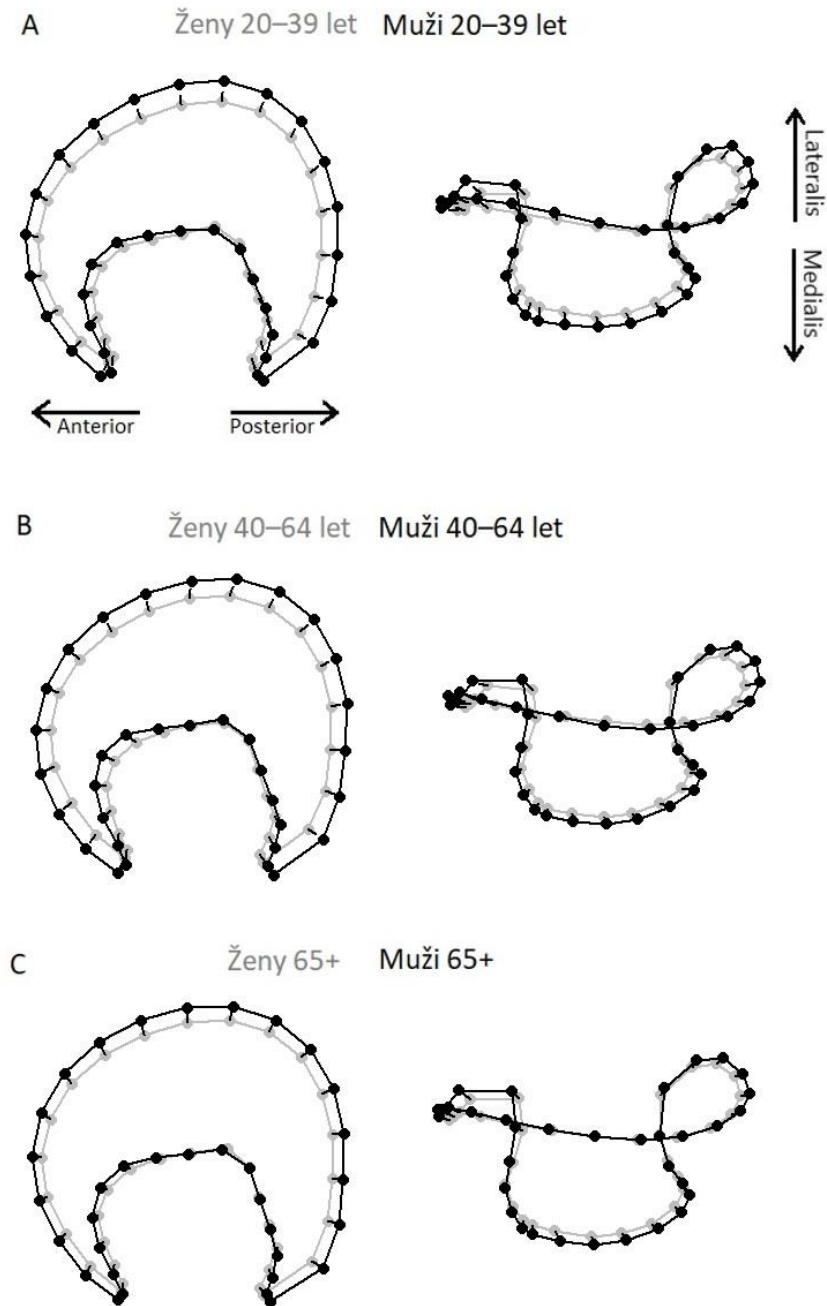 A
Ženy 20–39 let Muži 20–39 let
Lateralis
Medialis
Anterior Posterior
B
Ženy 40–64 let Muži 40–64 let
C
Ženy 65+ Muži 65+